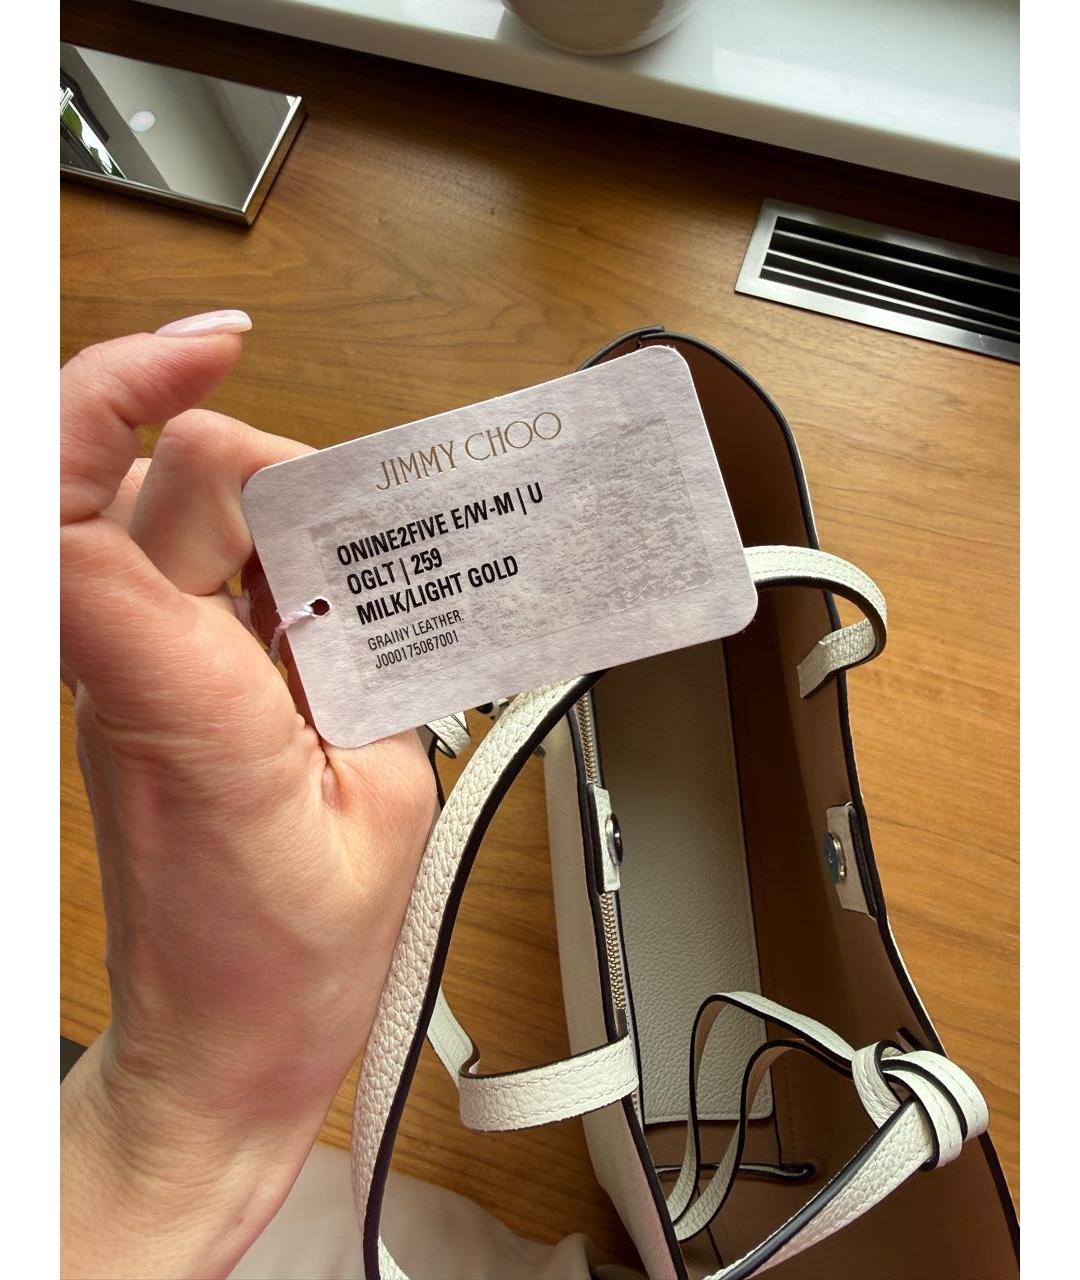 JIMMY CHOO
ONINE2FIVE E/W-M | U
OGLT | 259
MILK/LIGHT GOLD
GRAINY LEATHER.
J000175067001